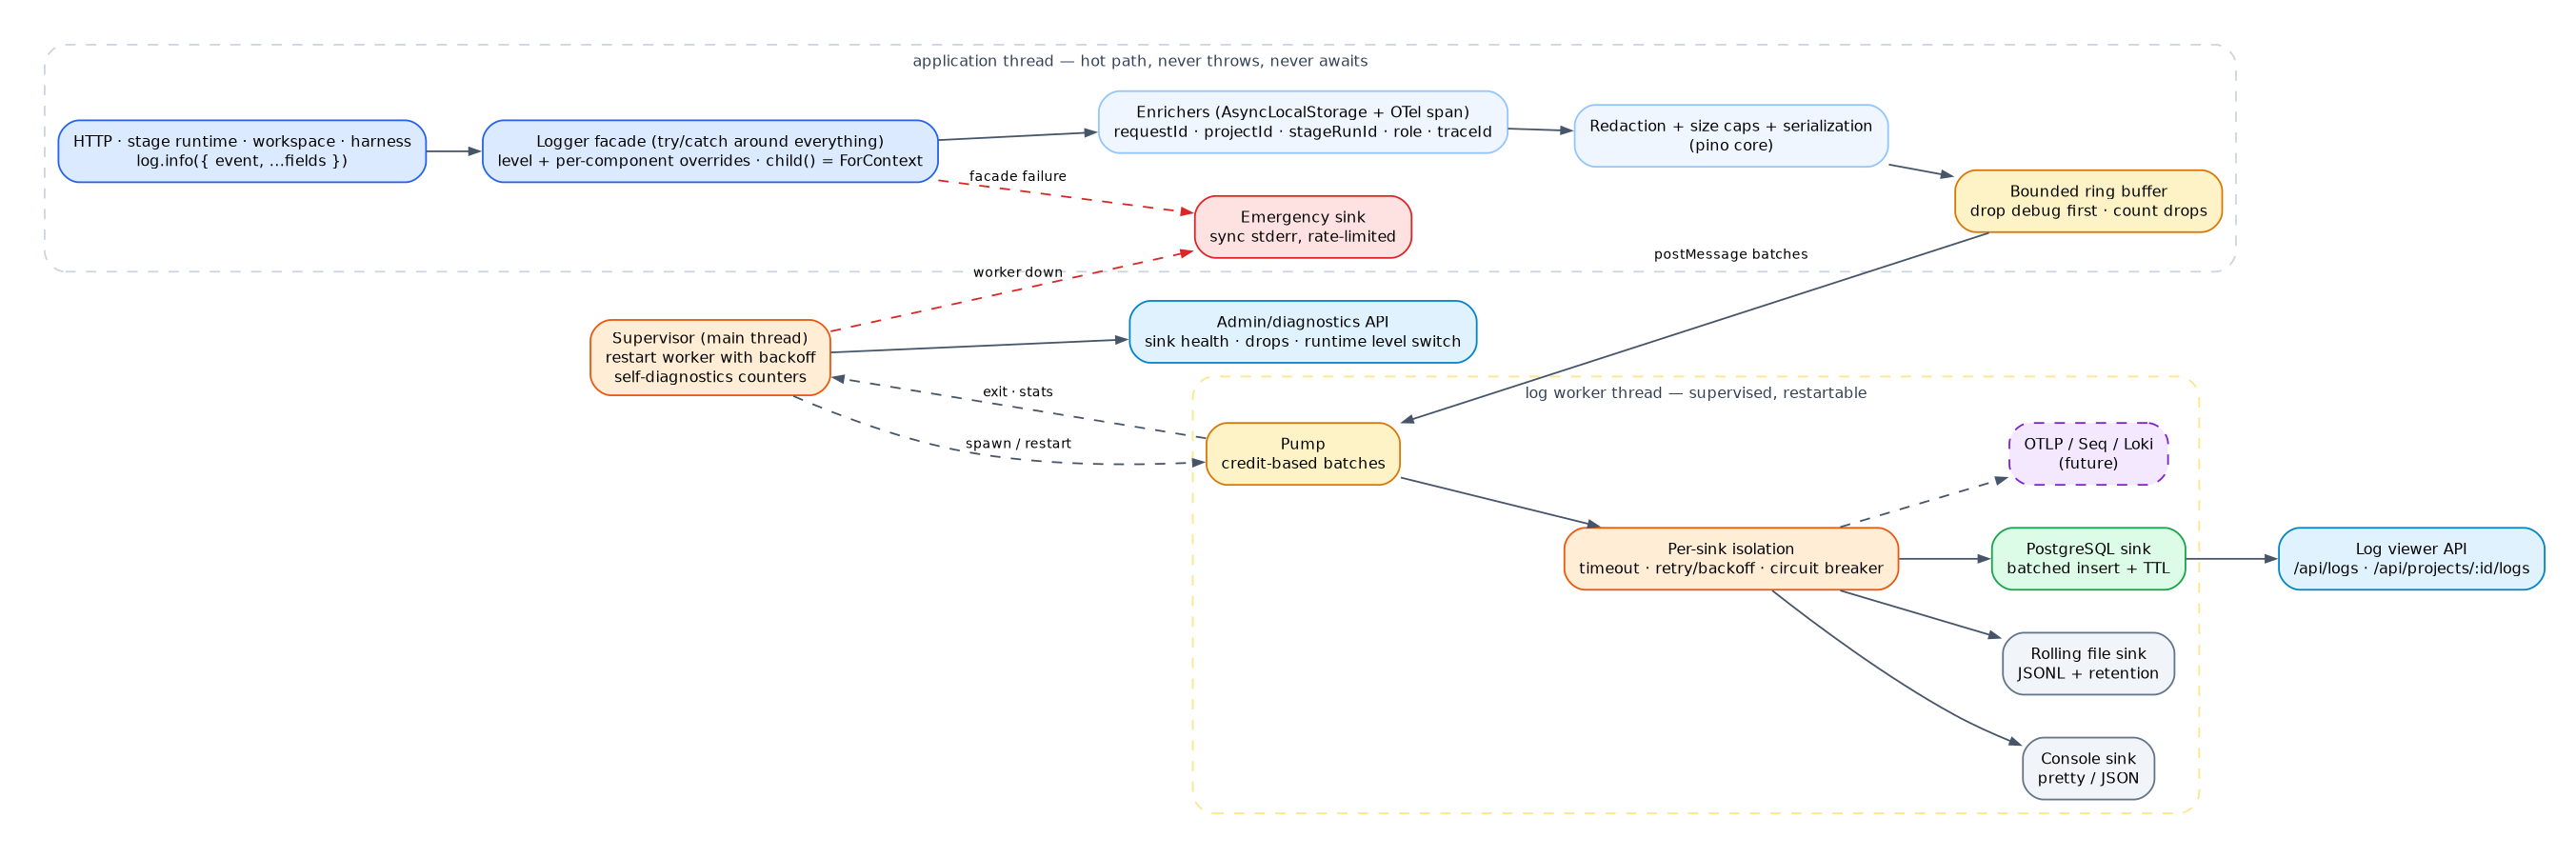 application thread — hot path, never throws, never awaits
HTTP · stage runtime · workspace · harness
log.info({ event, ...fields })
Logger facade (try/catch around everything)
level + per-component overrides · child() = ForContext
Enrichers (AsyncLocalStorage + OTel span)
requestId · projectId · stageRunId · role · traceId
Redaction + size caps + serialization
(pino core)
Bounded ring buffer
drop debug first · count drops
facade failure
Emergency sink
sync stderr, rate-limited
worker down
postMessage batches
Supervisor (main thread)
restart worker with backoff
self-diagnostics counters
Admin/diagnostics API
sink health · drops · runtime level switch
exit · stats
spawn / restart
log worker thread — supervised, restartable
Pump
credit-based batches
OTLP / Seq / Loki
(future)
Per-sink isolation
timeout · retry/backoff · circuit breaker
PostgreSQL sink
batched insert + TTL
Log viewer API
/api/logs · /api/projects/:id/logs
Rolling file sink
JSONL + retention
Console sink
pretty / JSON